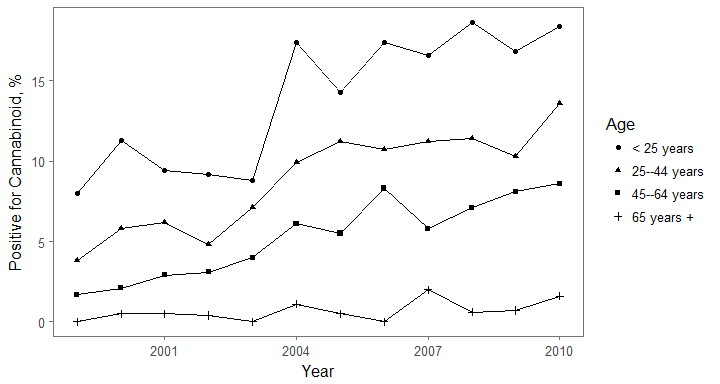 Positive for Cannabinoid, %
15
10
5
0
2001
2004
2007
2010
Year
Age
< 25 years
25--44 years
45--64 years
65 years +